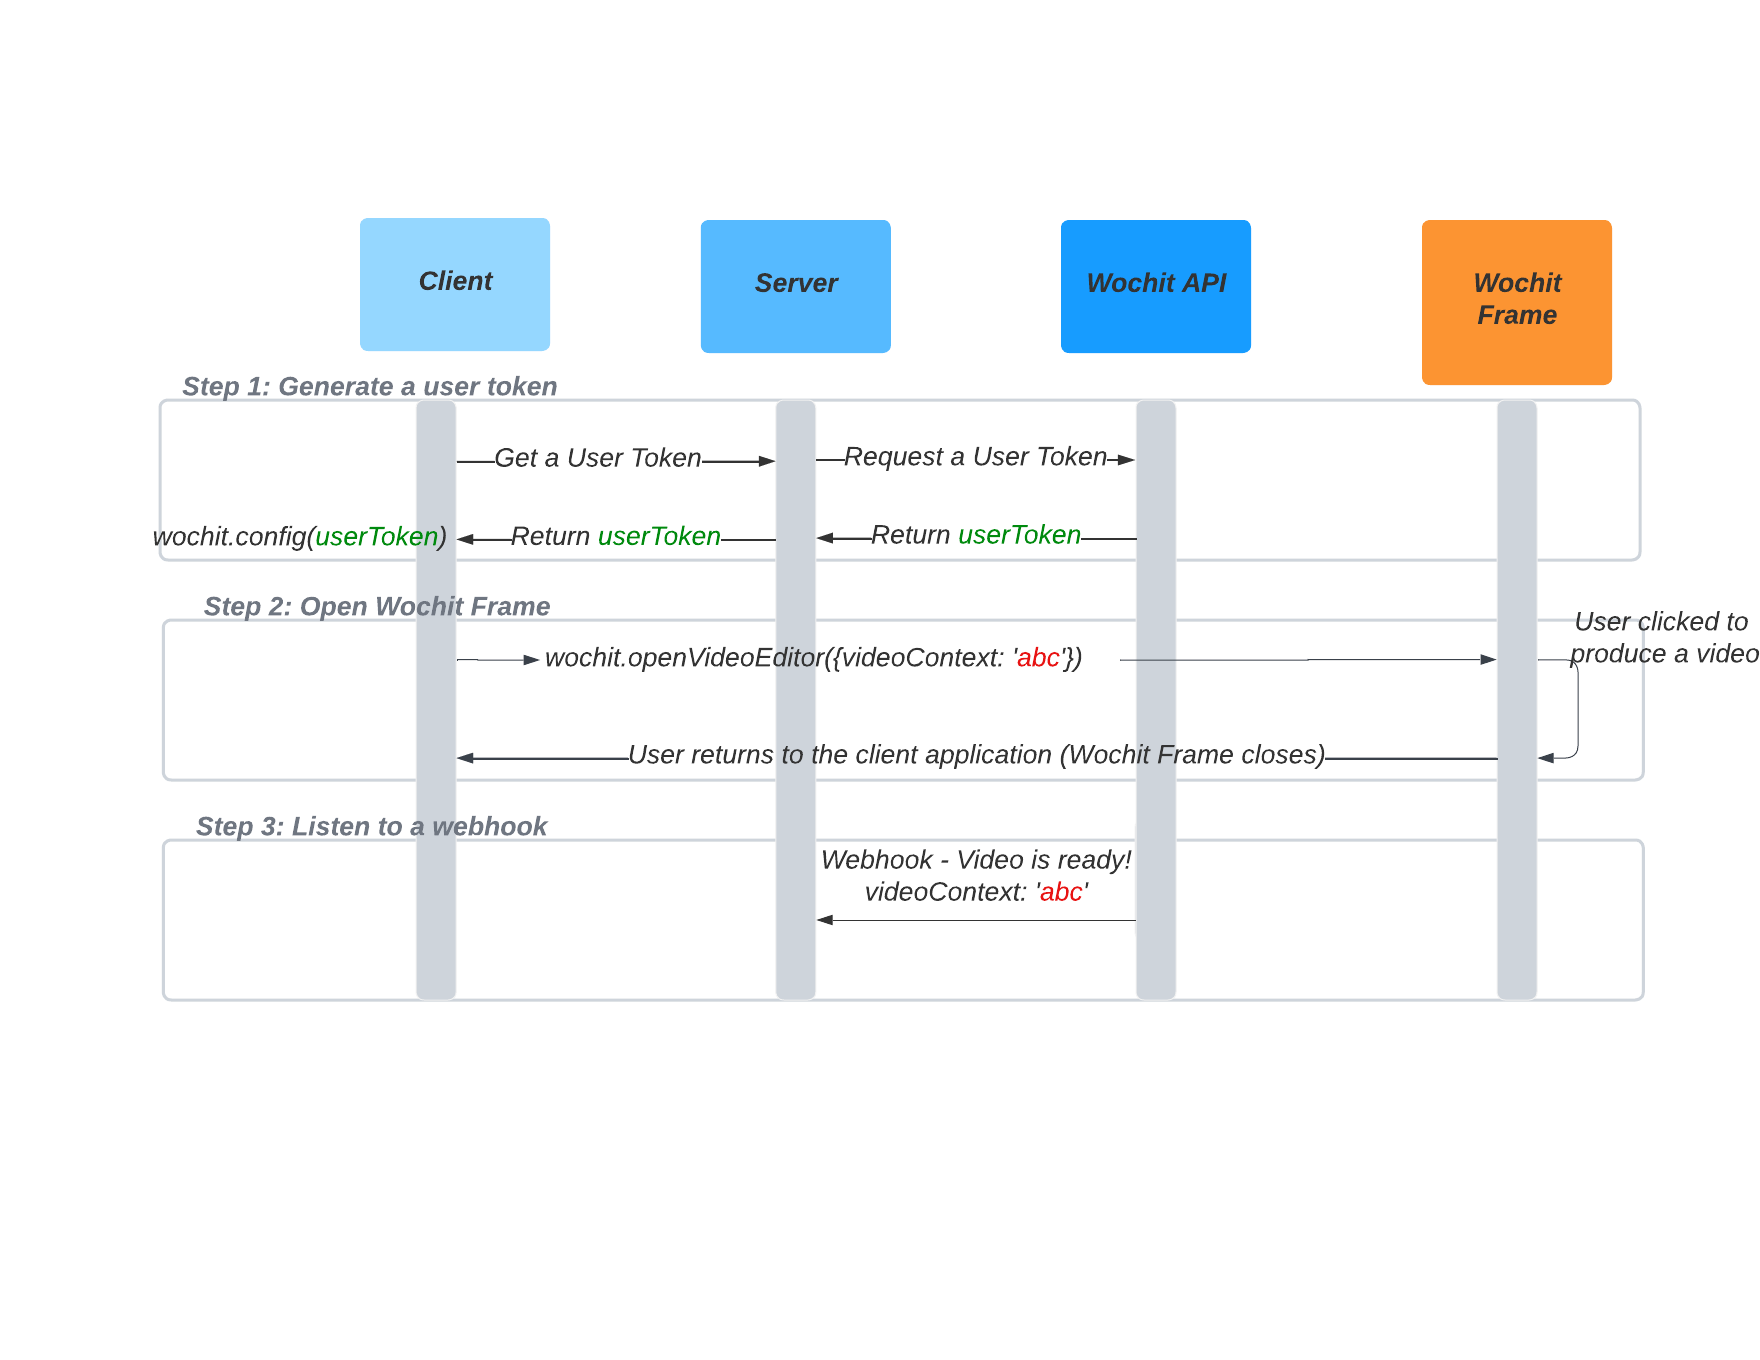 Client
Server
Wochit API
Wochit
Frame
Step 1: Generate a user token
Get a User Token
Request a User Token
wochit.config(userToken)
Return userToken
Return userToken
Step 2: Open Wochit Frame
User clicked to
produce a video
wochit.openVideoEditor({videoContext: 'abc'})
User returns to the client application (Wochit Frame closes)
Step 3: Listen to a webhook
Webhook - Video is ready!
videoContext: 'abc'